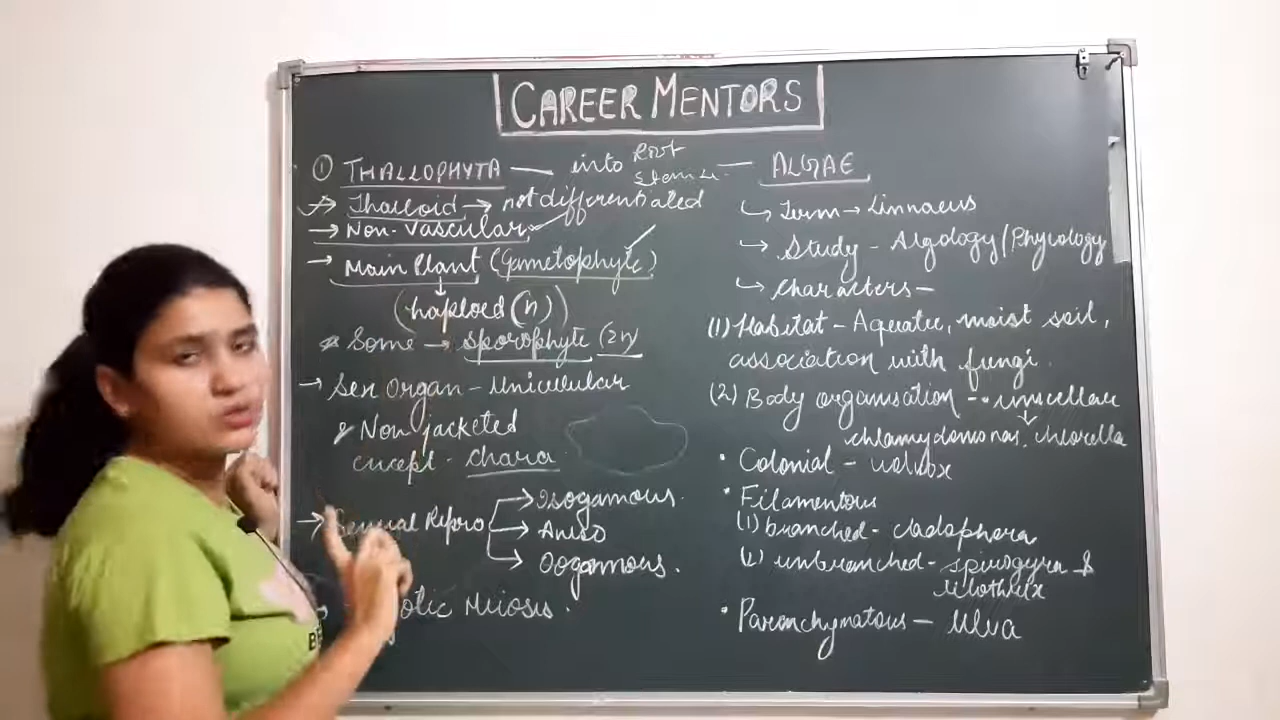 CAREER MENTORS
① THALLOPHYTA — into Root
Stem
→ Thalloid → not differentiated
→ Non-Vascular,
→ Main Plant (Gametophyte)
(haploid (n))
* Some → sporophyte (2n)
→ Sex Organ - Unicellular
* Non jacketed
except - chara
→ Sexual Repro
Isogamous.
Aniso
Oogamous.
otic Meiosis.
— ALGAE
↳ Term → Linnaeus
↳ Study - Algology/Phycology
↳ Characters -
(1) Habitat - Aquatic, moist soil,
association with fungi.
(2) Body organisation -
chlamydomonas, chlorella
• Colonial - volvox
• Filamentous
(1) branched - cladophora
(2) unbranched - spirogyra &
Ulothrix
• Parenchymatous - Ulva